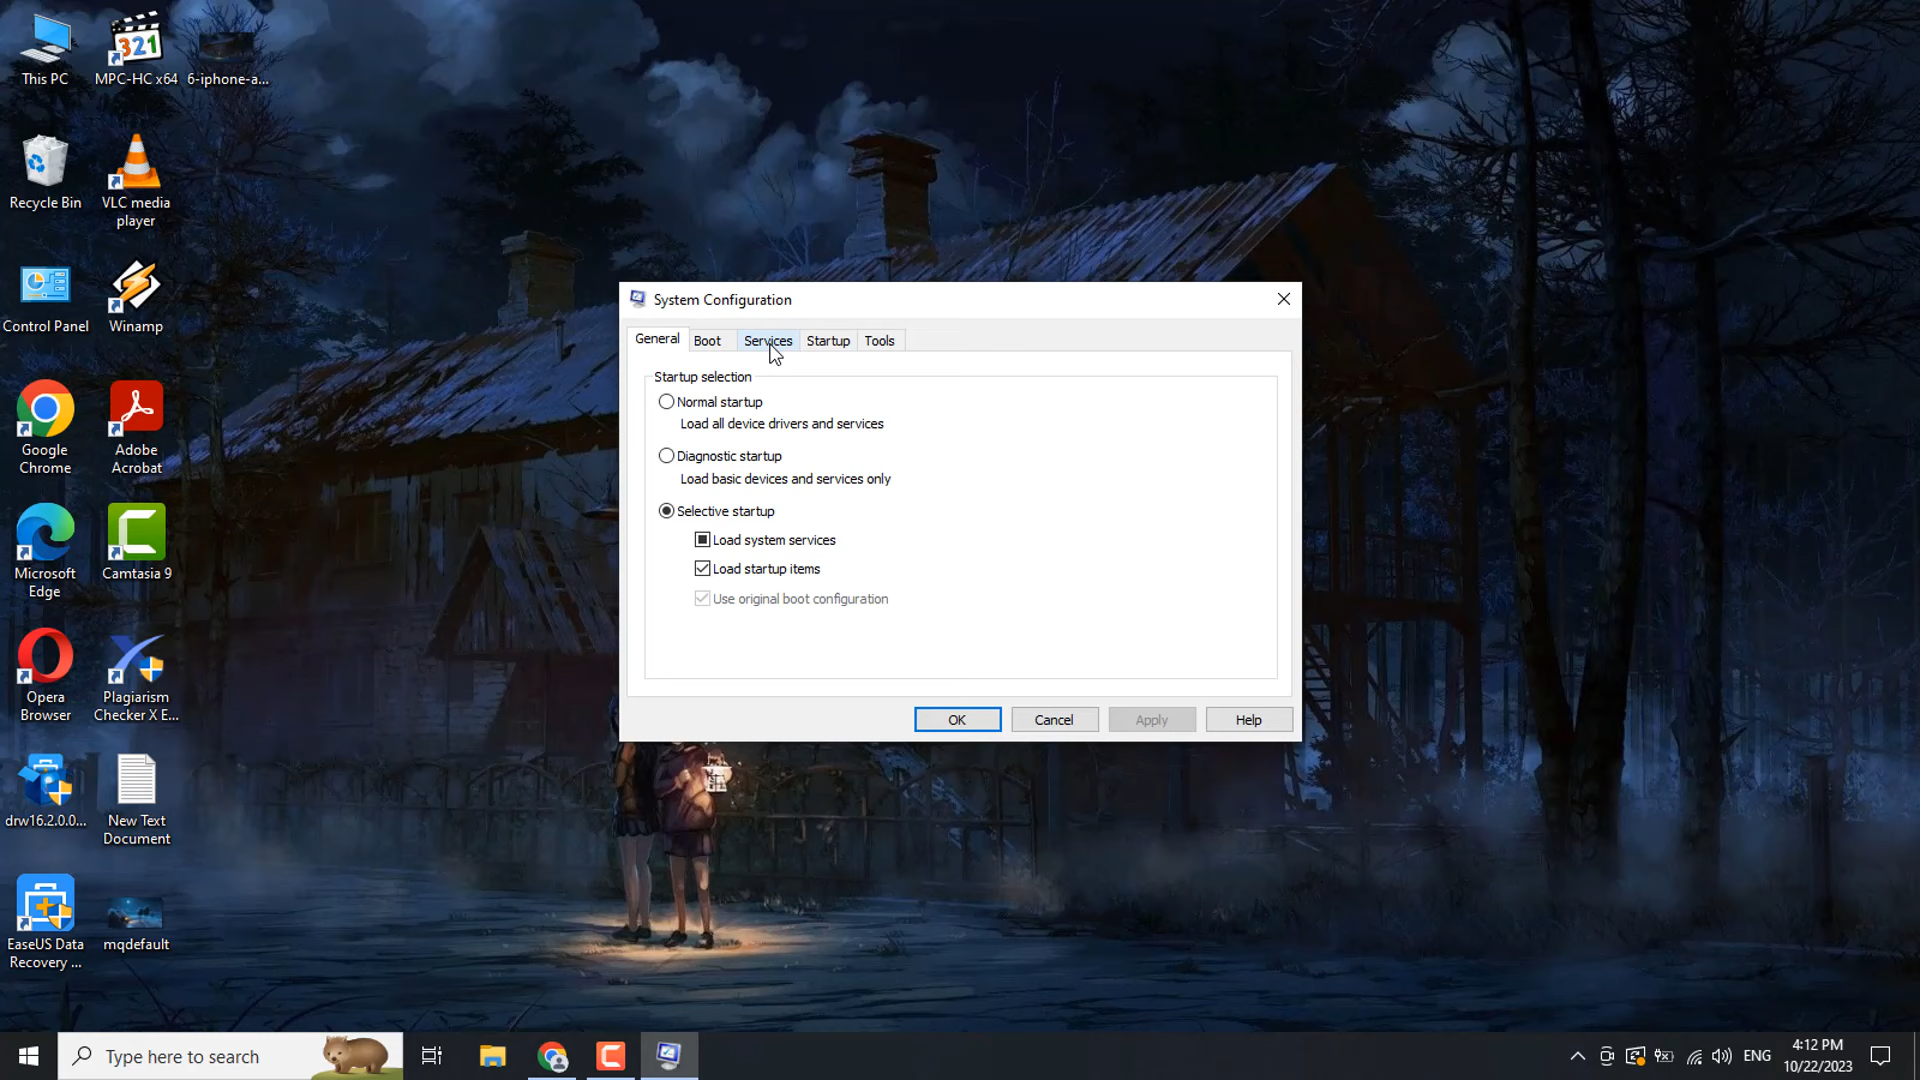 This PC
MPC-HC x64
6-iphone-a...
Recycle Bin
VLC media
player
Control Panel
Winamp
Google
Chrome
Adobe
Acrobat
Microsoft
Edge
Camtasia 9
Opera
Browser
Plagiarism
Checker X E...
drw16.2.0.0...
New Text
Document
EaseUS Data
Recovery ...
mqdefault
321
System Configuration
General
Boot
Services
Startup
Tools
Startup selection
Normal startup
Load all device drivers and services
Diagnostic startup
Load basic devices and services only
Selective startup
Load system services
Load startup items
Use original boot configuration
OK
Cancel
Apply
Help
Type here to search
ENG
4:12 PM
10/22/2023